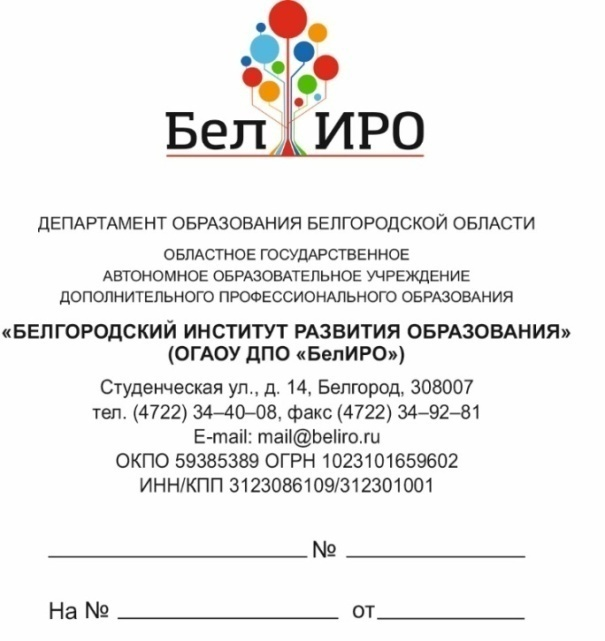 Бел ИРО
ДЕПАРТАМЕНТ ОБРАЗОВАНИЯ БЕЛГОРОДСКОЙ ОБЛАСТИ
ОБЛАСТНОЕ ГОСУДАРСТВЕННОЕ
АВТОНОМНОЕ ОБРАЗОВАТЕЛЬНОЕ УЧРЕЖДЕНИЕ
ДОПОЛНИТЕЛЬНОГО ПРОФЕССИОНАЛЬНОГО ОБРАЗОВАНИЯ
«БЕЛГОРОДСКИЙ ИНСТИТУТ РАЗВИТИЯ ОБРАЗОВАНИЯ»
(ОГАОУ ДПО «БелИРО»)
Студенческая ул., д. 14, Белгород, 308007
тел. (4722) 34–40–08, факс (4722) 34–92–81
E-mail: mail@beliro.ru
ОКПО 59385389 ОГРН 1023101659602
ИНН/КПП 3123086109/312301001
____________________ № ______________
На № _________________ от____________